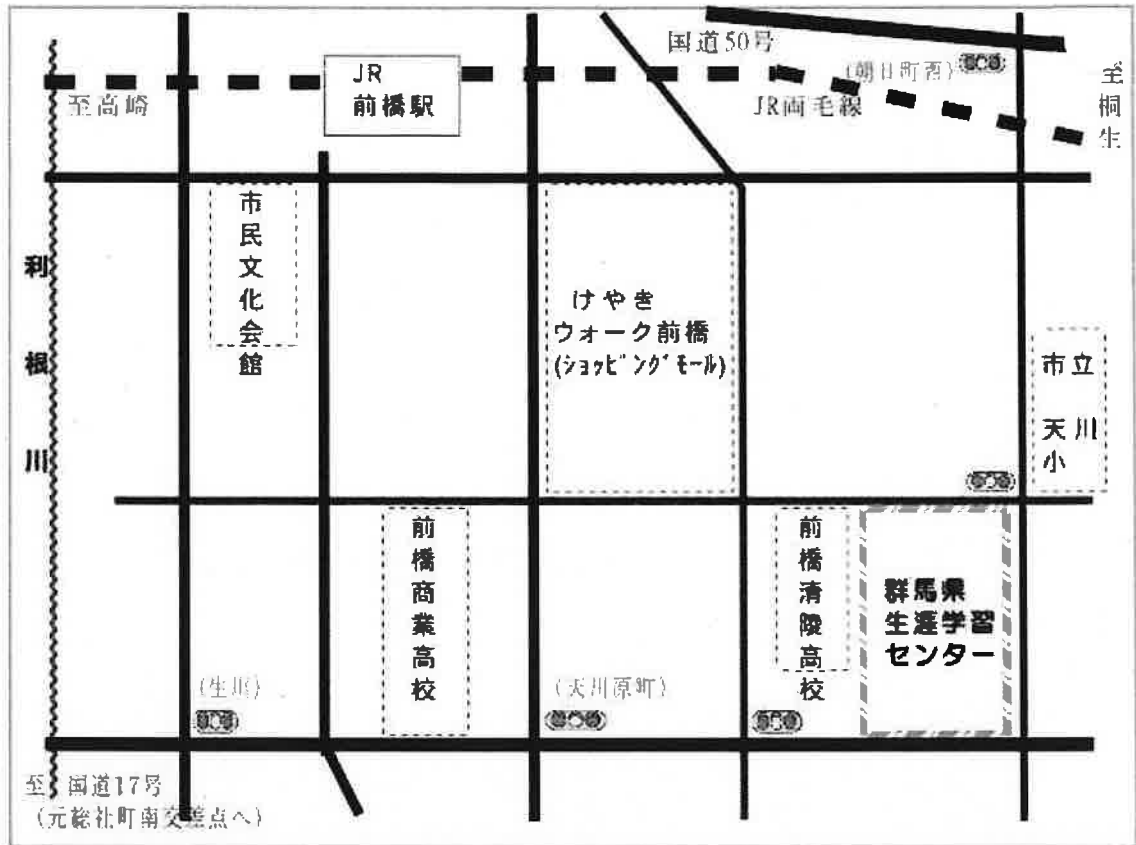 国道50号
JR
前橋駅
(朝日町西)
至高崎
JR両毛線
至桐生
市民文化会館
利根川
けやき
ウォーク前橋
(ショッピングモール)
市立
天川
小
前橋商業高校
前橋清陵高校
群馬県
生涯学習
センター
(生川)
(天川原町)
至 国道17号
(元総社町南交差点へ)